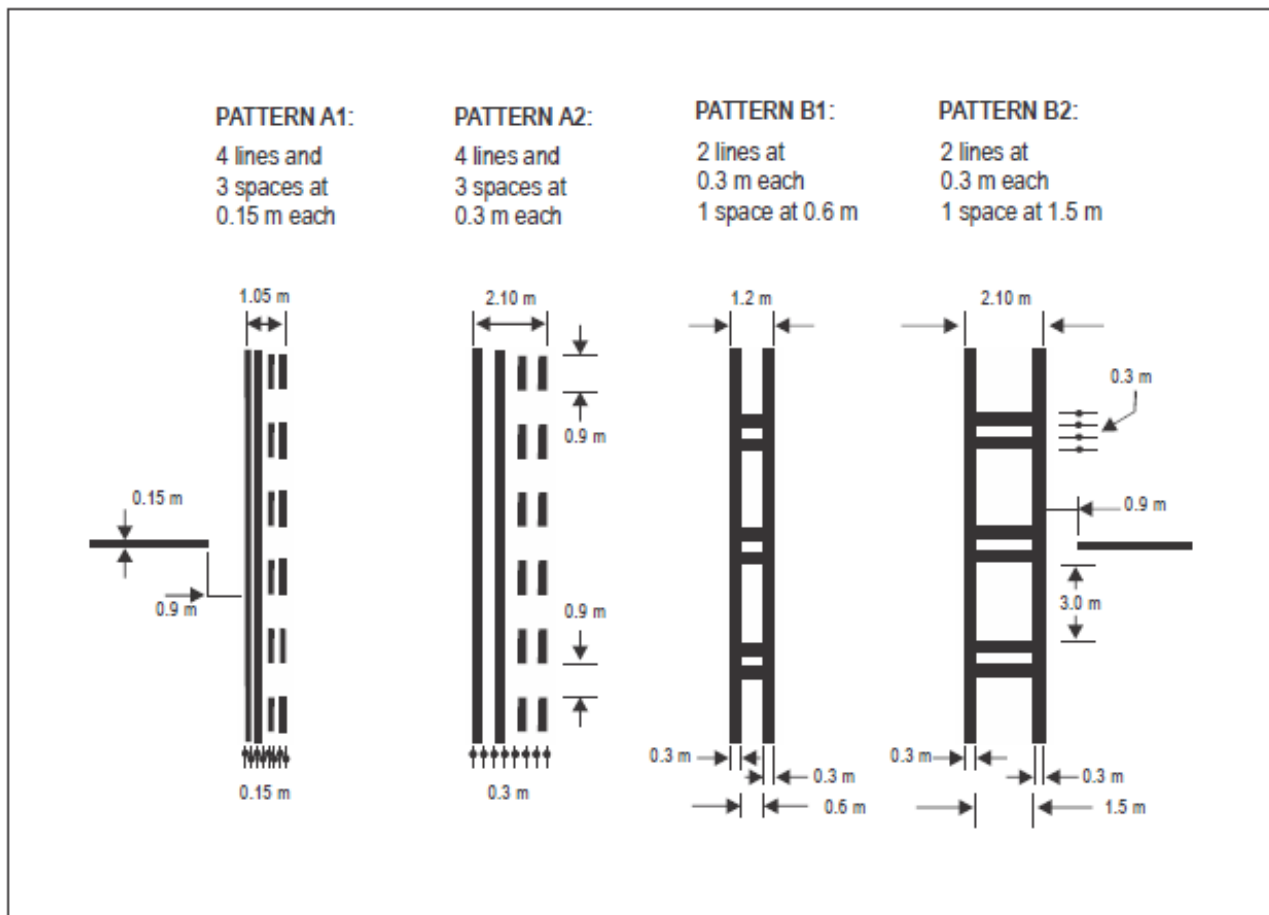 PATTERN A1:
4 lines and
3 spaces at
0.15 m each
PATTERN A2:
4 lines and
3 spaces at
0.3 m each
PATTERN B1:
2 lines at
0.3 m each
1 space at 0.6 m
PATTERN B2:
2 lines at
0.3 m each
1 space at 1.5 m
1.05 m
2.10 m
1.2 m
2.10 m
0.3 m
0.9 m
0.15 m
0.9 m
0.9 m
0.9 m
3.0 m
0.3 m
0.3 m
0.3 m
0.3 m
0.15 m
0.3 m
0.6 m
1.5 m